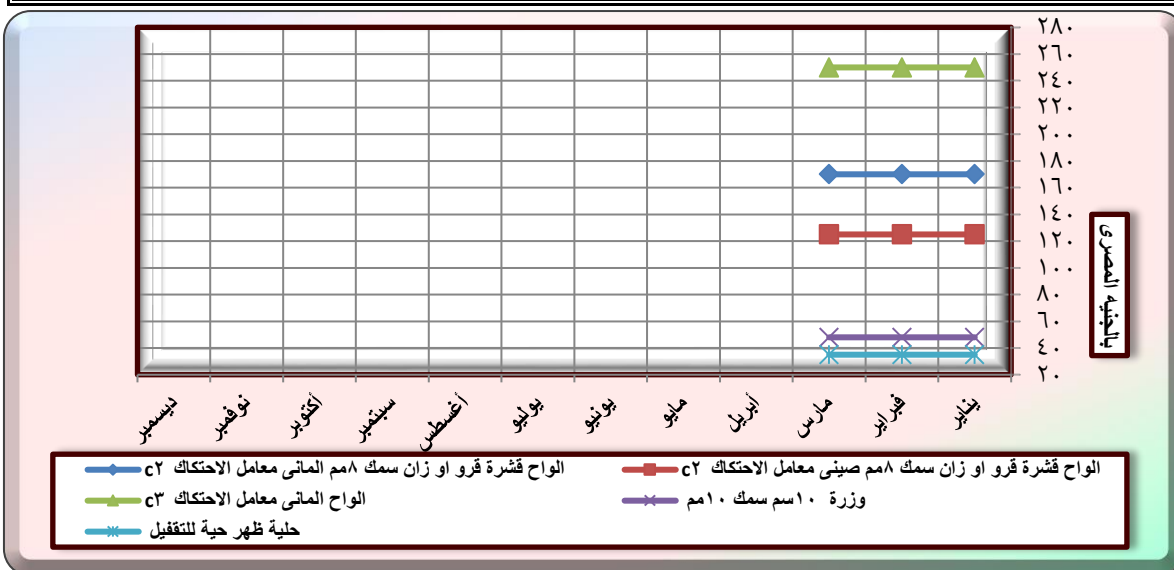 ٢٨٠
٢٦٠
٢٤٠
٢٢٠
٢٠٠
١٨٠
١٦٠
١٤٠
١٢٠
١٠٠
٨٠
٦٠
٤٠
٢٠
بالجنيه المصرى
يناير فبراير مارس أبريل مايو يونيو يوليو أغسطس سبتمبر أكتوبر نوفمبر ديسمبر
الواح قشرة قرو او زان سمك ٨مم صينى معامل الاحتكاك c٢ الواح قشرة قرو او زان سمك ٨مم المانى معامل الاحتكاك c٢
وزرة ١٠سم سمك ١٠مم الواح المانى معامل الاحتكاك c٣
حلية ظهر حية للتقفيل